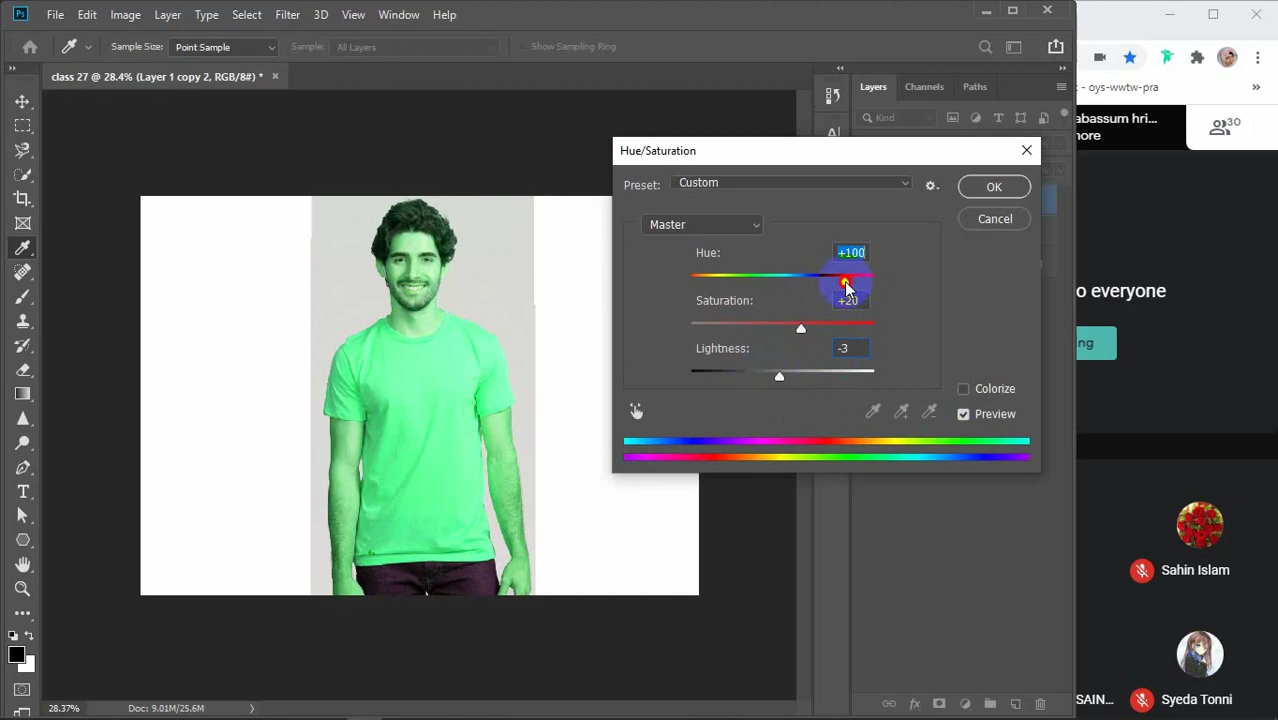 Ps File Edit Image Layer Type Select Filter 3D View Window Help
Sample Size: Point Sample Sample: All Layers Show Sampling Ring
class 27 @ 28.4% (Layer 1 copy 2, RGB/8#) *
Layers Channels Paths
Kind
- oys-wwtw-pra
abassum hri...
more
30
Hue/Saturation
Preset: Custom
OK
Cancel
Master
Hue: +100
Saturation: +20
Lightness: -3
Colorize
Preview
o everyone
ng
Sahin Islam
SAIN...
Syeda Tonni
28.37% Doc: 9.01M/25.6M